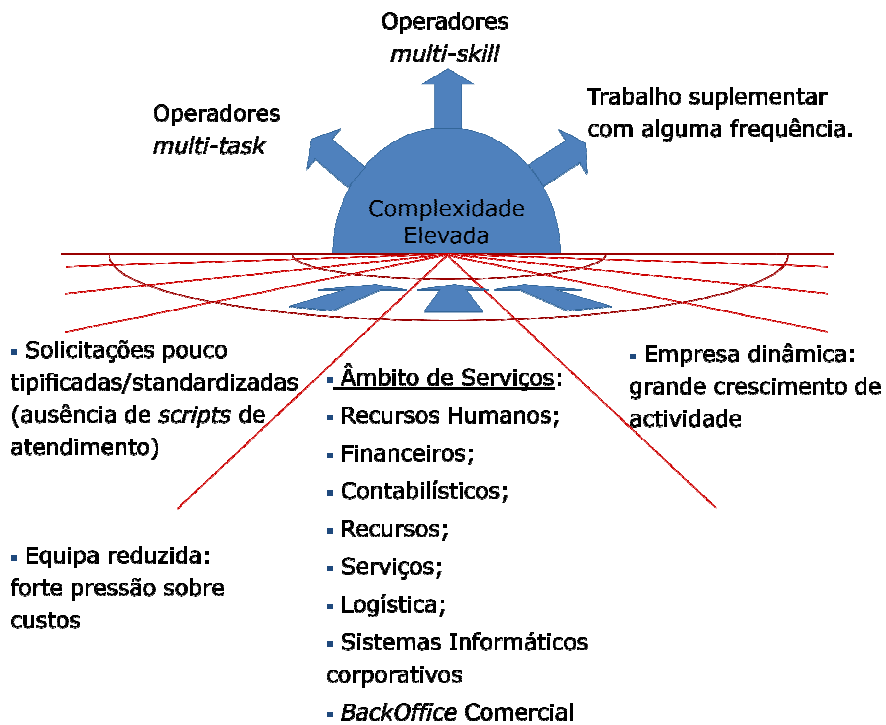 Operadores
multi-skill
Operadores
multi-task
Trabalho suplementar
com alguma frequência.
Complexidade
Elevada
▪ Solicitações pouco
tipificadas/standardizadas
(ausência de scripts de
atendimento)
▪ Equipa reduzida:
forte pressão sobre
custos
▪ Âmbito de Serviços:
▪ Recursos Humanos;
▪ Financeiros;
▪ Contabilísticos;
▪ Recursos;
▪ Serviços;
▪ Logística;
▪ Sistemas Informáticos
corporativos
▪ BackOffice Comercial
▪ Empresa dinâmica:
grande crescimento de
actividade